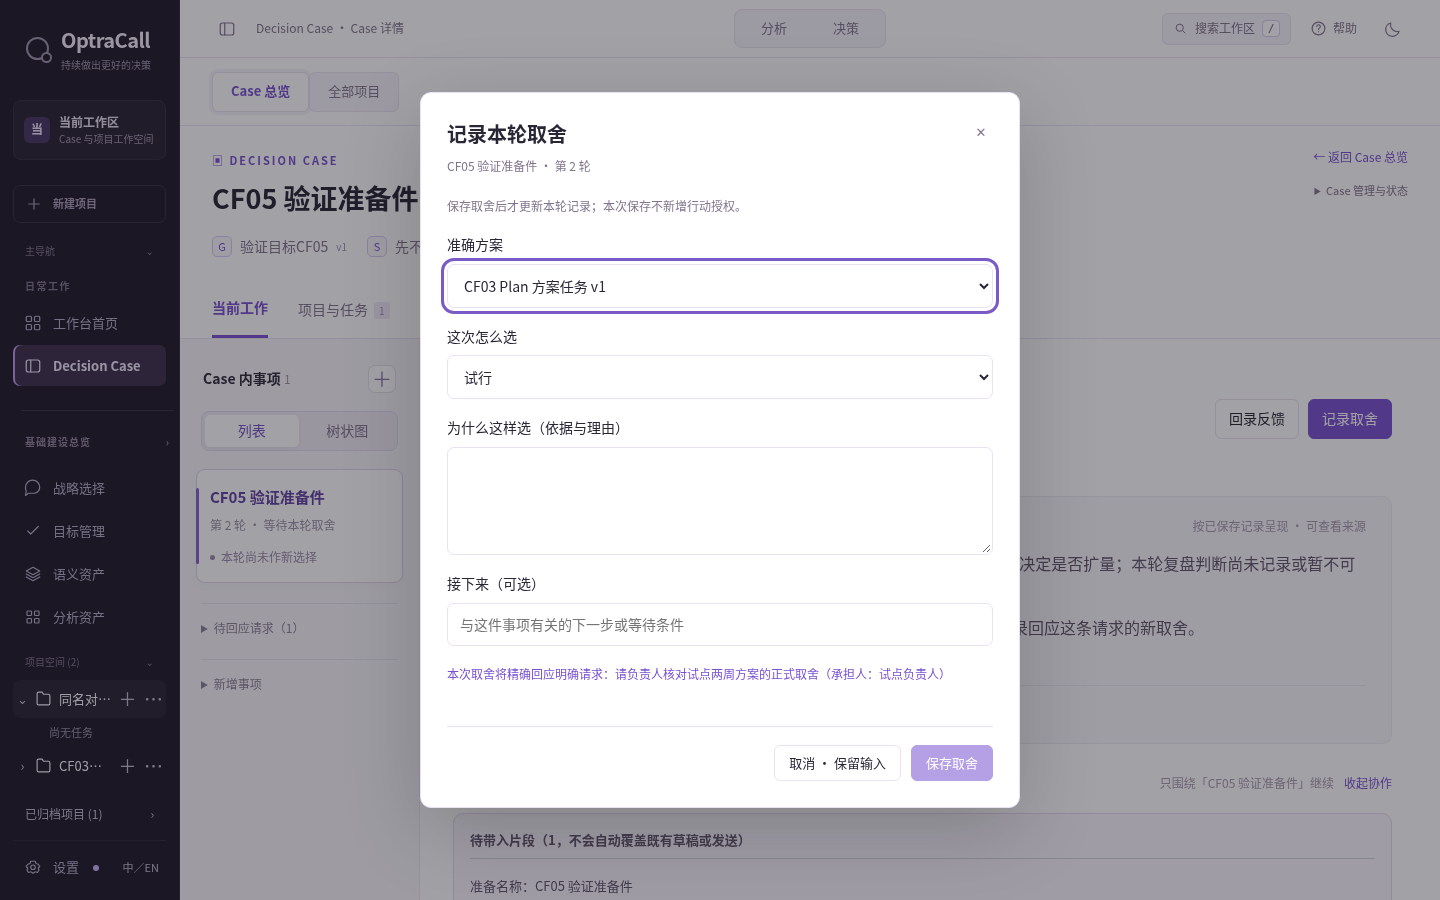 OptraCall
持续做出更好的决策
当
当前工作区
Case 与项目工作空间
新建项目
主导航
日常工作
工作台首页
Decision Case
基础建设总览
战略选择
目标管理
语义资产
分析资产
项目空间 (2)
同名对…
尚无任务
CF03…
已归档项目 (1)
设置
中／EN
Decision Case · Case 详情
分析
决策
搜索工作区
/
帮助
Case 总览
全部项目
DECISION CASE
CF05 验证准备件
G
验证目标CF05
v1
S
先不
← 返回 Case 总览
Case 管理与状态
当前工作
项目与任务
1
Case 内事项 1
列表
树状图
CF05 验证准备件
第 2 轮 · 等待本轮取舍
本轮尚未作新选择
待回应请求（1）
新增事项
回录反馈
记录取舍
按已保存记录呈现 · 可查看来源
决定是否扩量；本轮复盘判断尚未记录或暂不可
录回应这条请求的新取舍。
只围绕「CF05 验证准备件」继续
收起协作
待带入片段（1，不会自动覆盖既有草稿或发送）
准备名称：CF05 验证准备件
记录本轮取舍
×
CF05 验证准备件 · 第 2 轮
保存取舍后才更新本轮记录；本次保存不新增行动授权。
准确方案
CF03 Plan 方案任务 v1
这次怎么选
试行
为什么这样选（依据与理由）
接下来（可选）
与这件事项有关的下一步或等待条件
本次取舍将精确回应明确请求：请负责人核对试点两周方案的正式取舍（承担人：试点负责人）
取消 · 保留输入
保存取舍